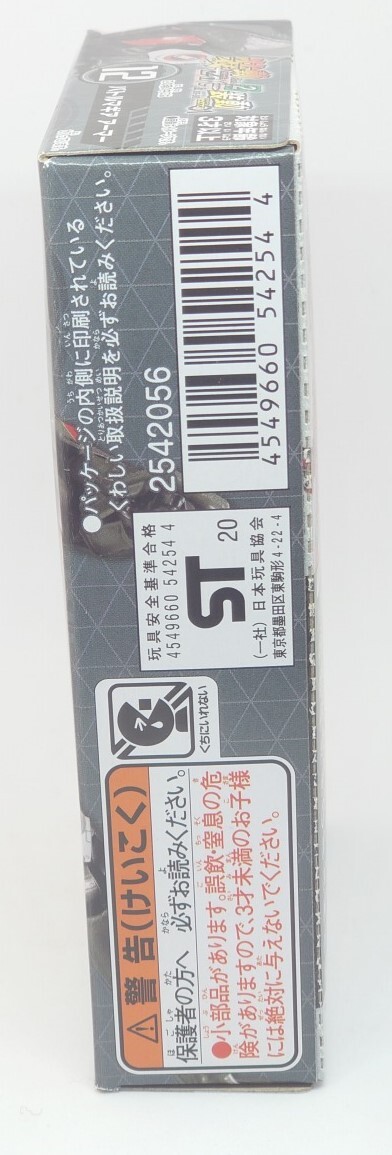 12
●パッケージの内側に印刷されている
くわしい取扱説明を必ずお読みください。
2542056
4549660 54254 4
玩具安全基準合格
4549660 54254 4
ST
20
(一社) 日本玩具協会
東京都墨田区東駒形4-22-4
くちにいれない
警告(けいこく)
保護者の方へ 必ずお読みください。
●小部品があります。誤飲・窒息の危
険がありますので、3才未満のお子様
には絶対に与えないでください。